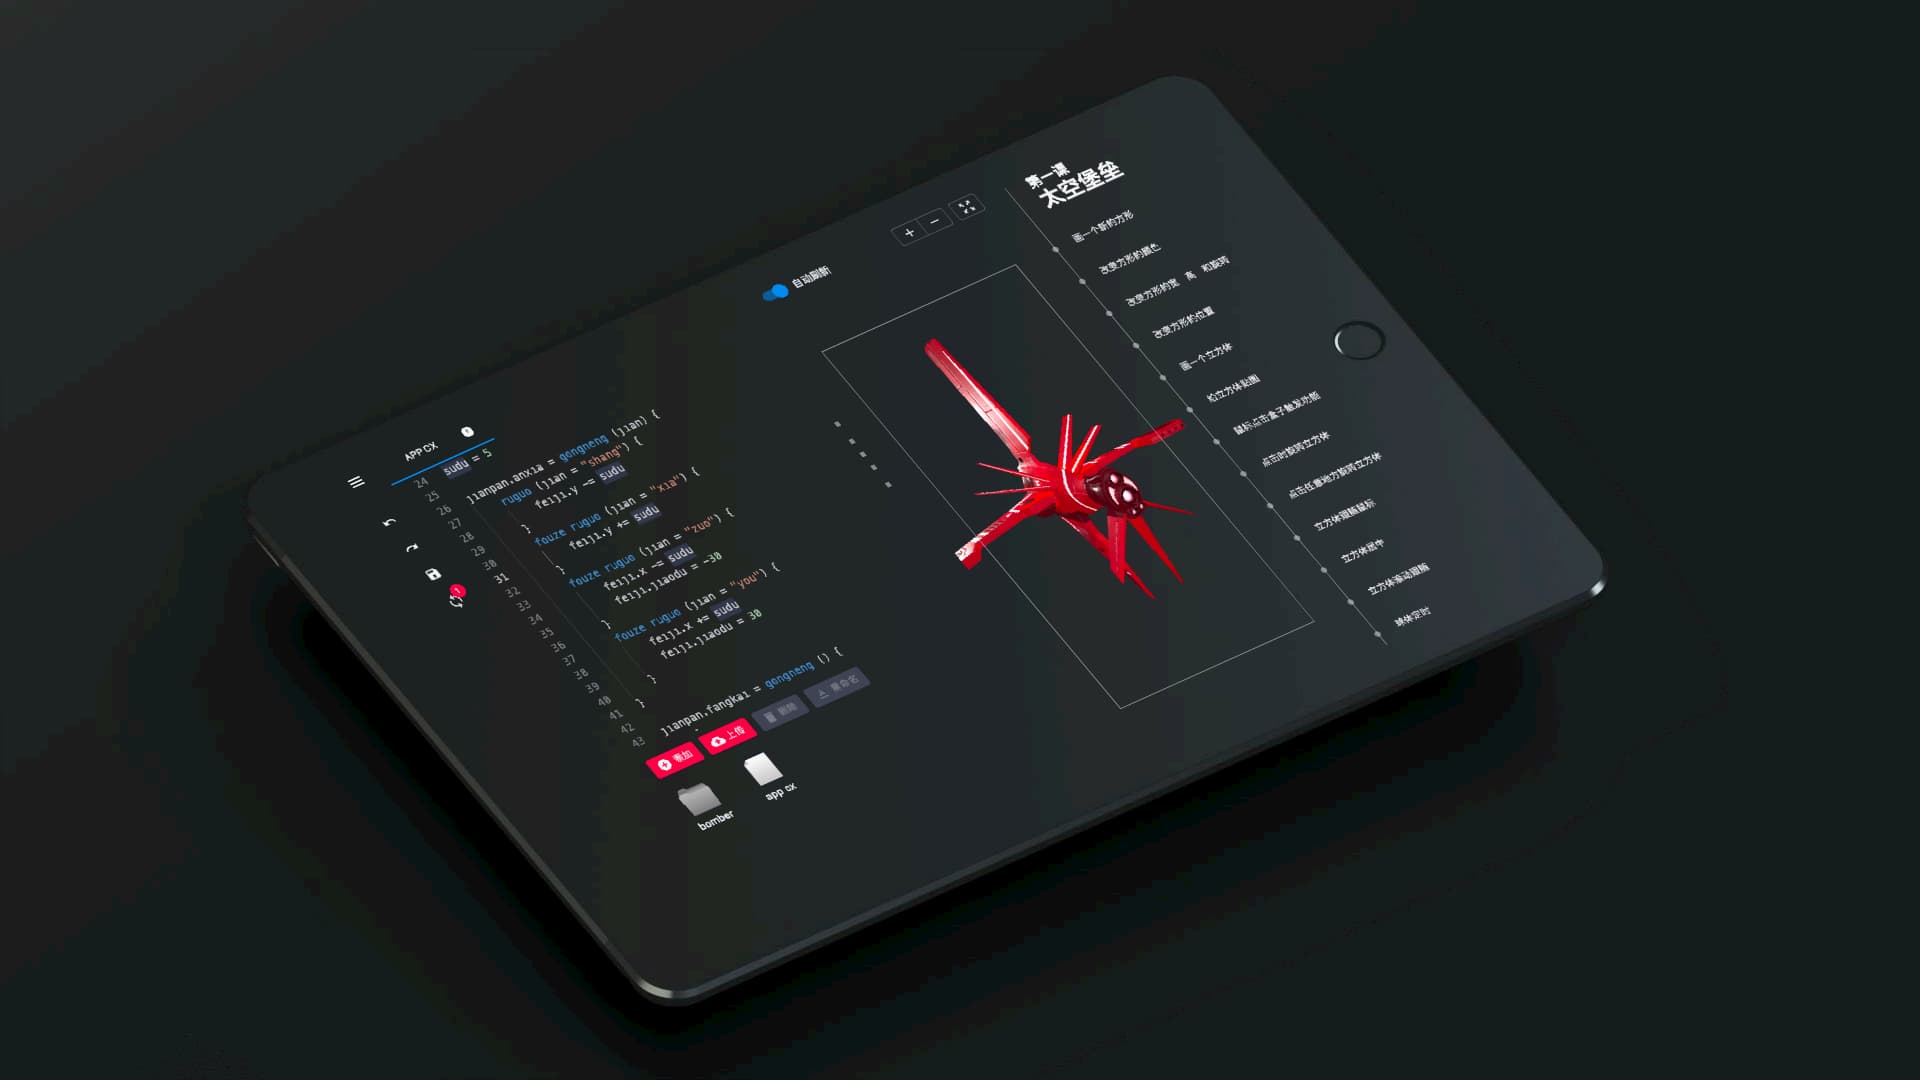 APP CX
24
25
26
27
28
29
30
31
32
33
34
35
36
37
38
39
40
41
42
43
sudu = 5
jianpan.anxia = gongneng (jian) {
ruguo (jian = "shang") {
feiji.y -= sudu
}
fouze ruguo (jian = "xia") {
feiji.y += sudu
}
fouze ruguo (jian = "zuo") {
feiji.x -= sudu
feiji.jiaodu = -30
}
fouze ruguo (jian = "you") {
feiji.x += sudu
feiji.jiaodu = 30
}
}
jianpan.fangkai = gongneng () {
添加
上传
删除
重命名
bomber
app cx
自动刷新
+
−
第一课
太空堡垒
画一个新的方形
改变方形的颜色
改变方形的宽 高 和旋转
改变方形的位置
画一个立方体
给立方体贴图
鼠标点击盒子触发功能
点击时旋转立方体
点击任意地方旋转立方体
立方体跟随鼠标
立方体居中
立方体滚动跟随
球体定时